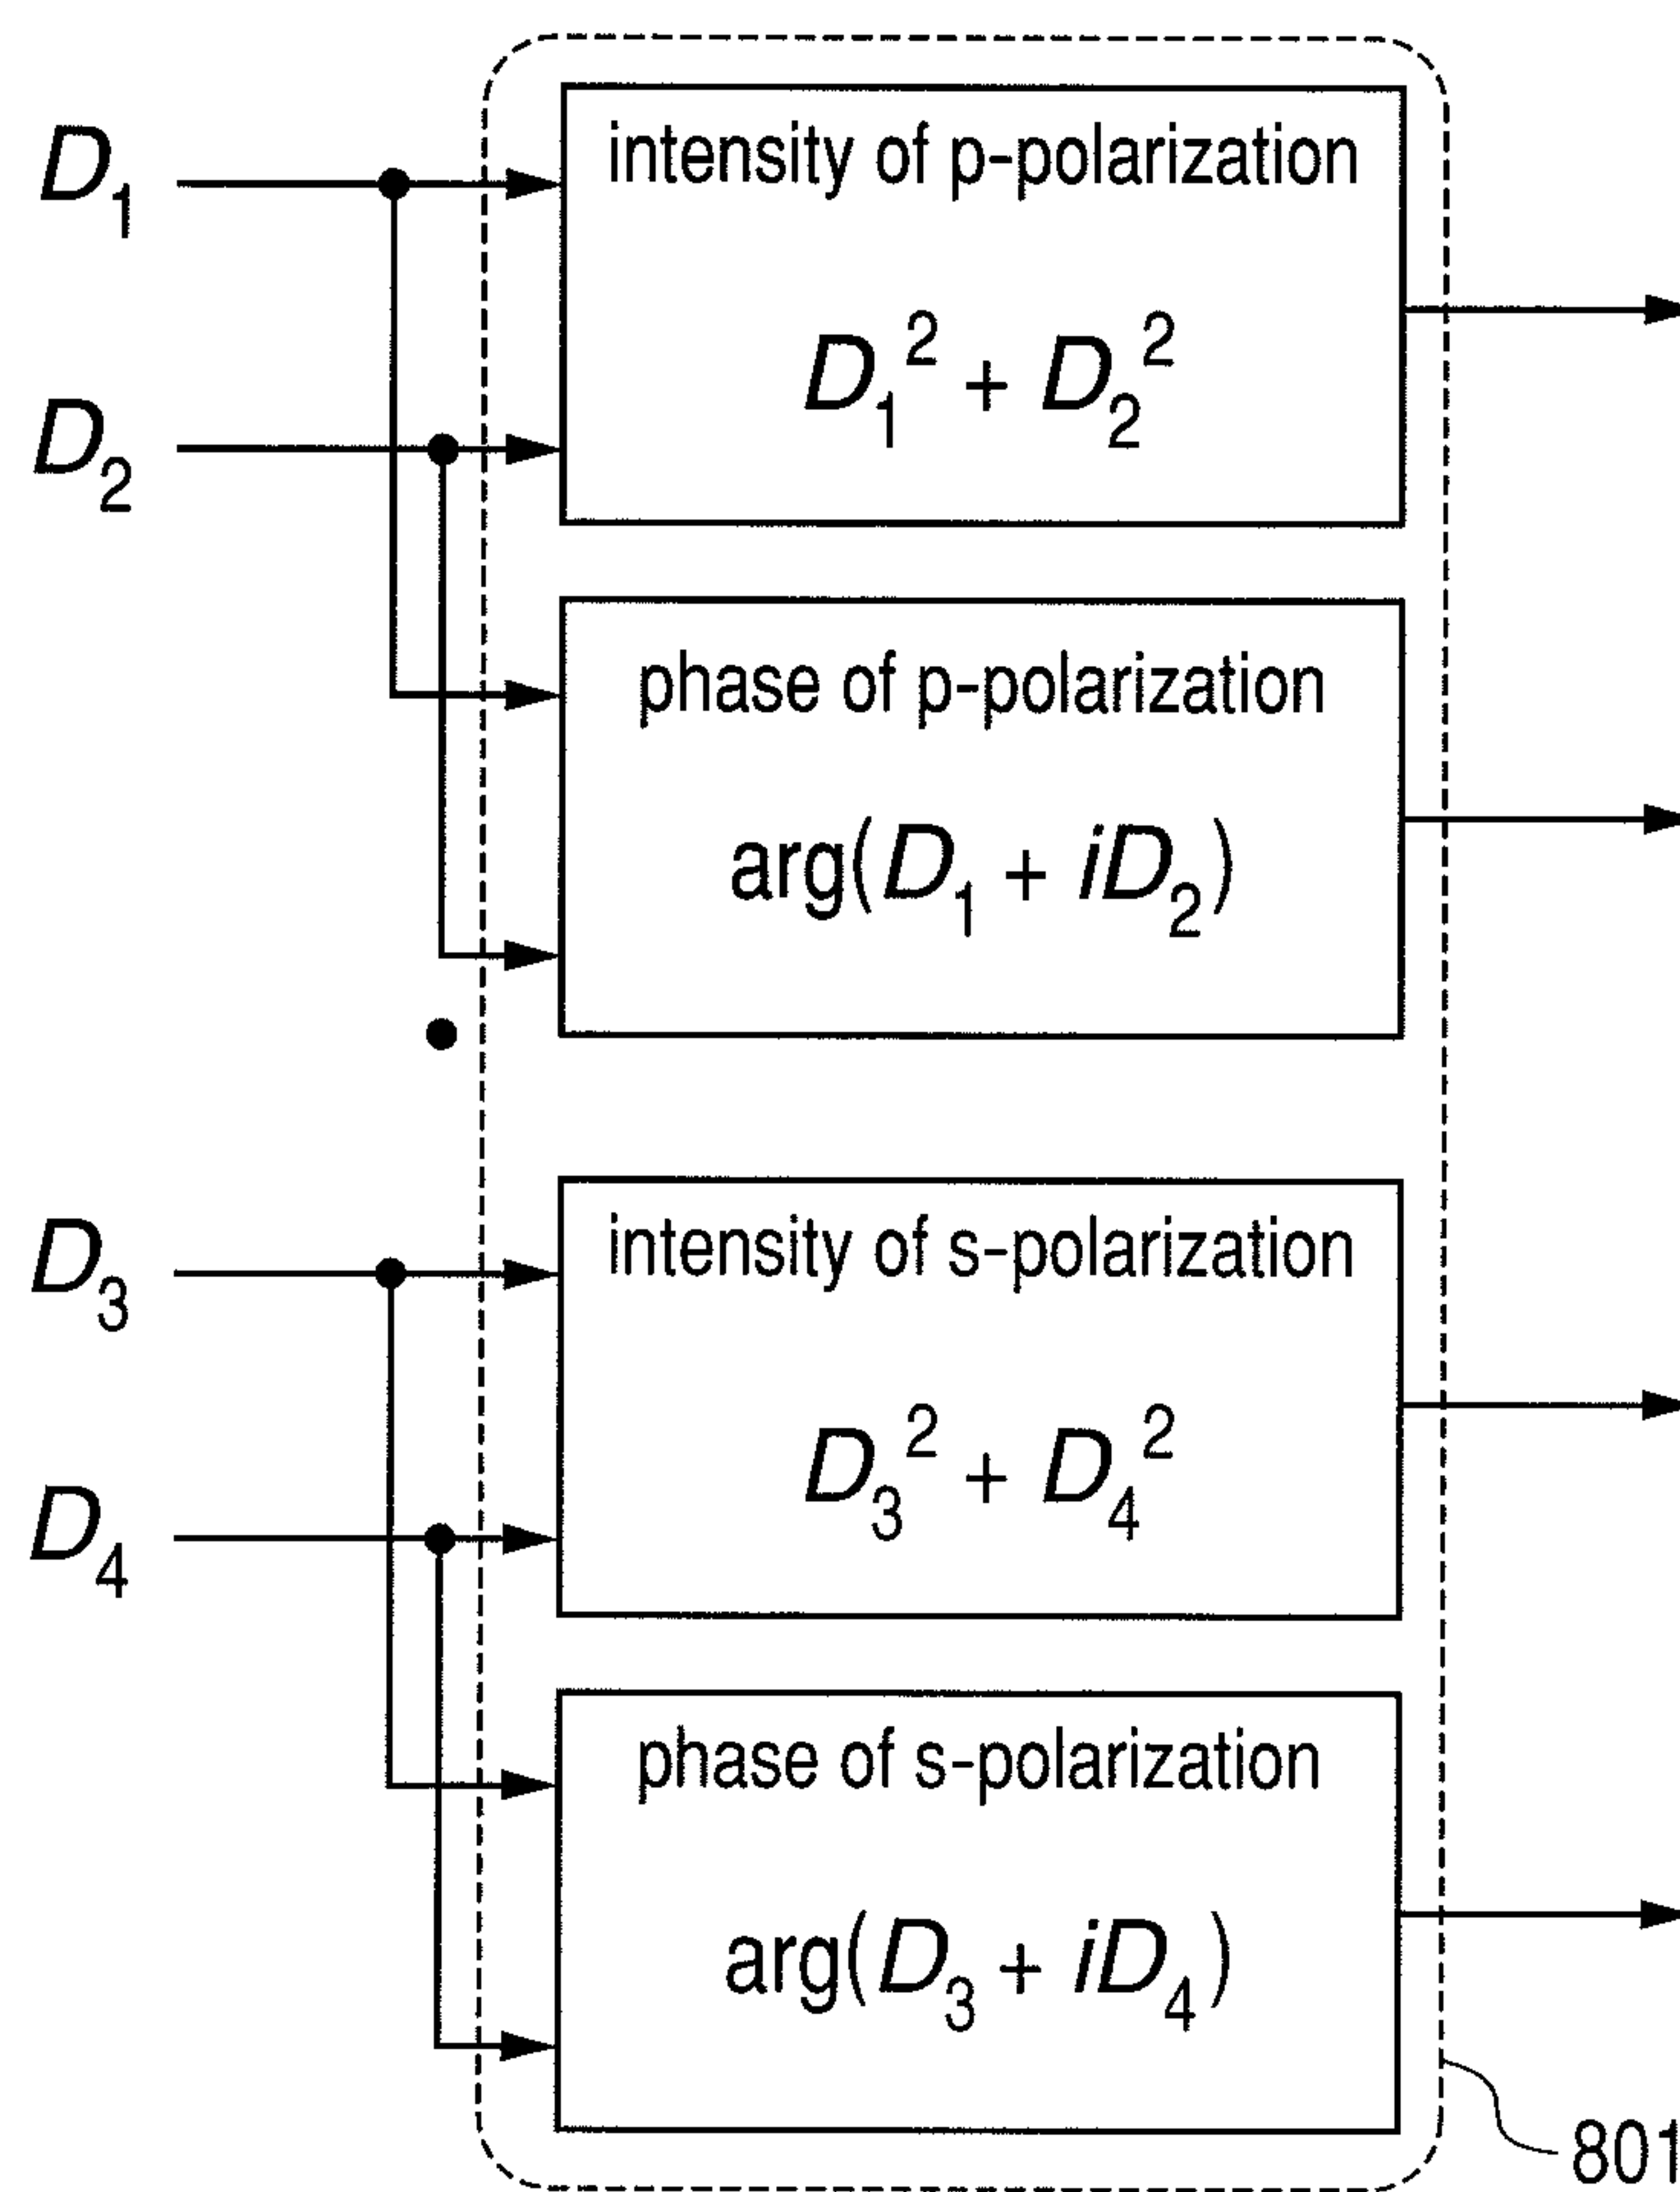 D₁
intensity of p-polarization
D₁² + D₂²
D₂
phase of p-polarization
arg(D₁ + iD₂)
D₃
intensity of s-polarization
D₃² + D₄²
D₄
phase of s-polarization
arg(D₃ + iD₄)
801